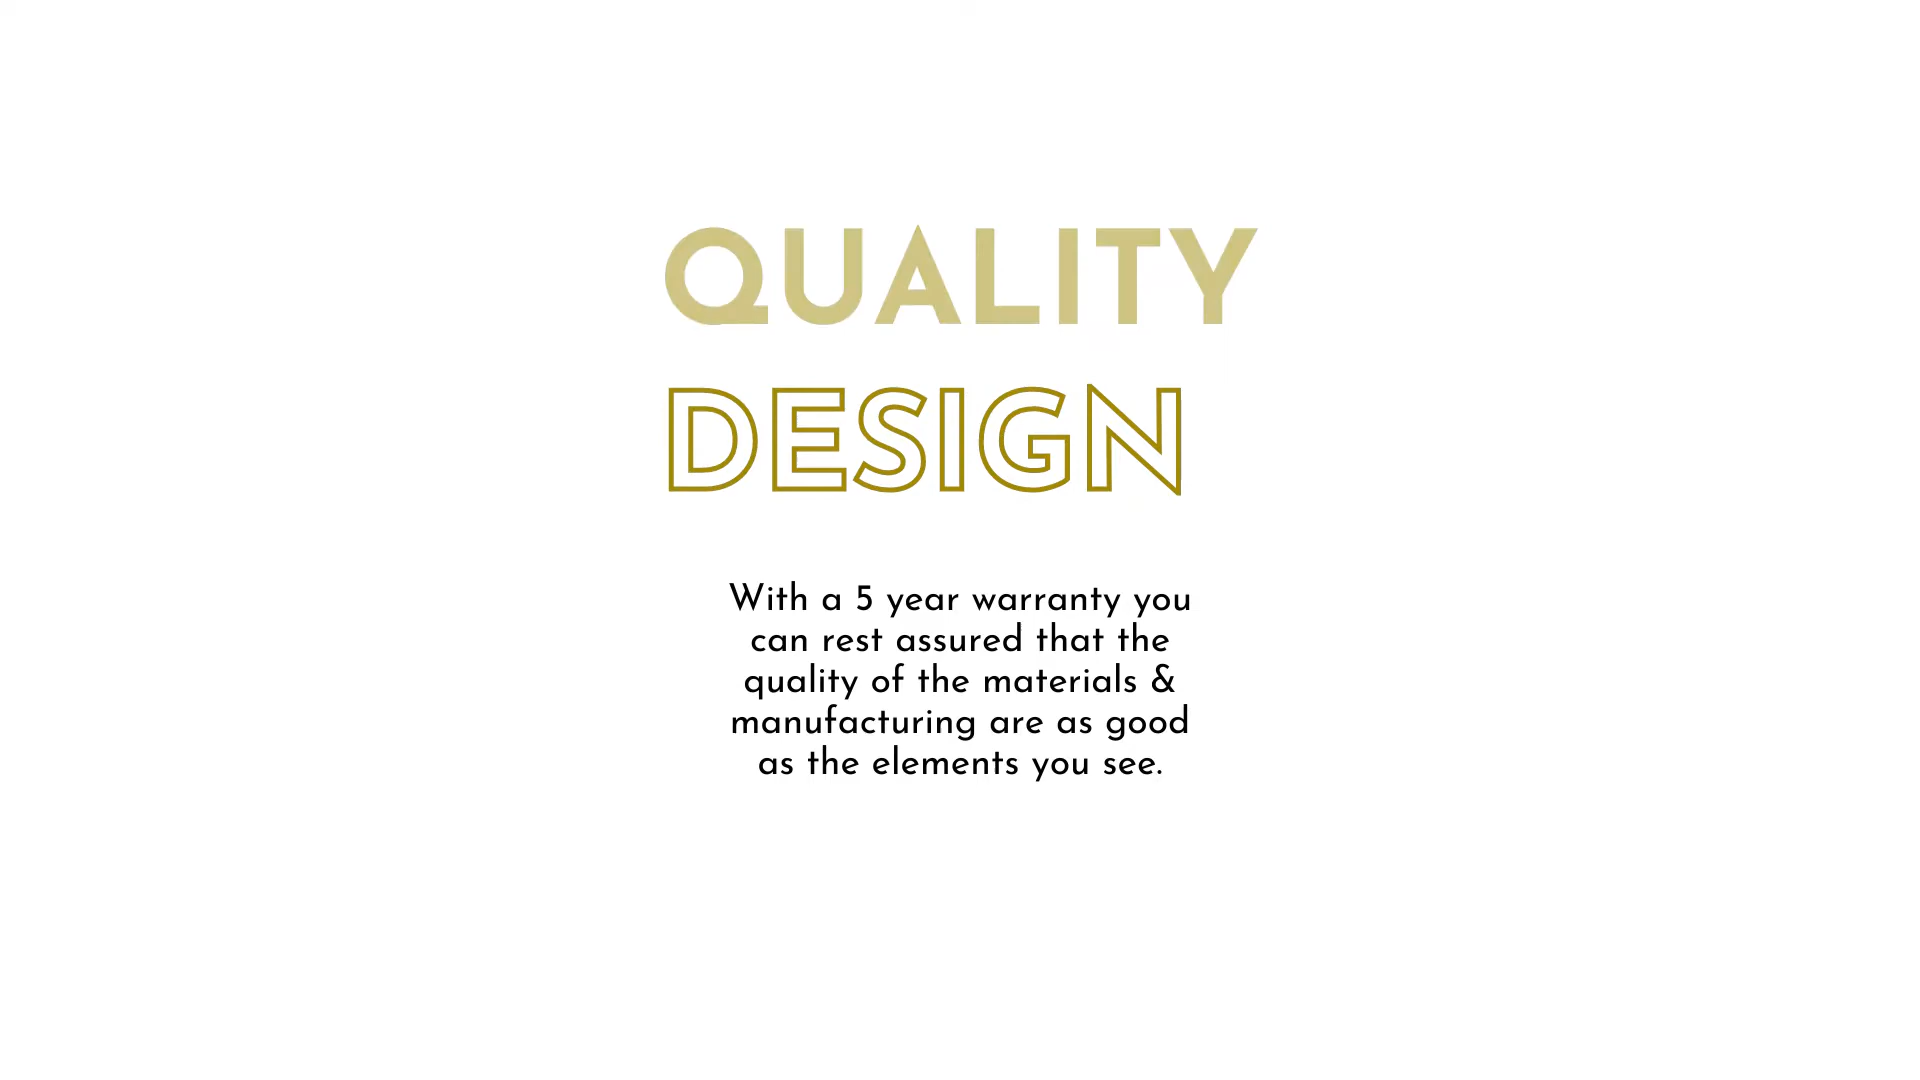 QUALITY
DESIGN
With a 5 year warranty you
can rest assured that the
quality of the materials &
manufacturing are as good
as the elements you see.